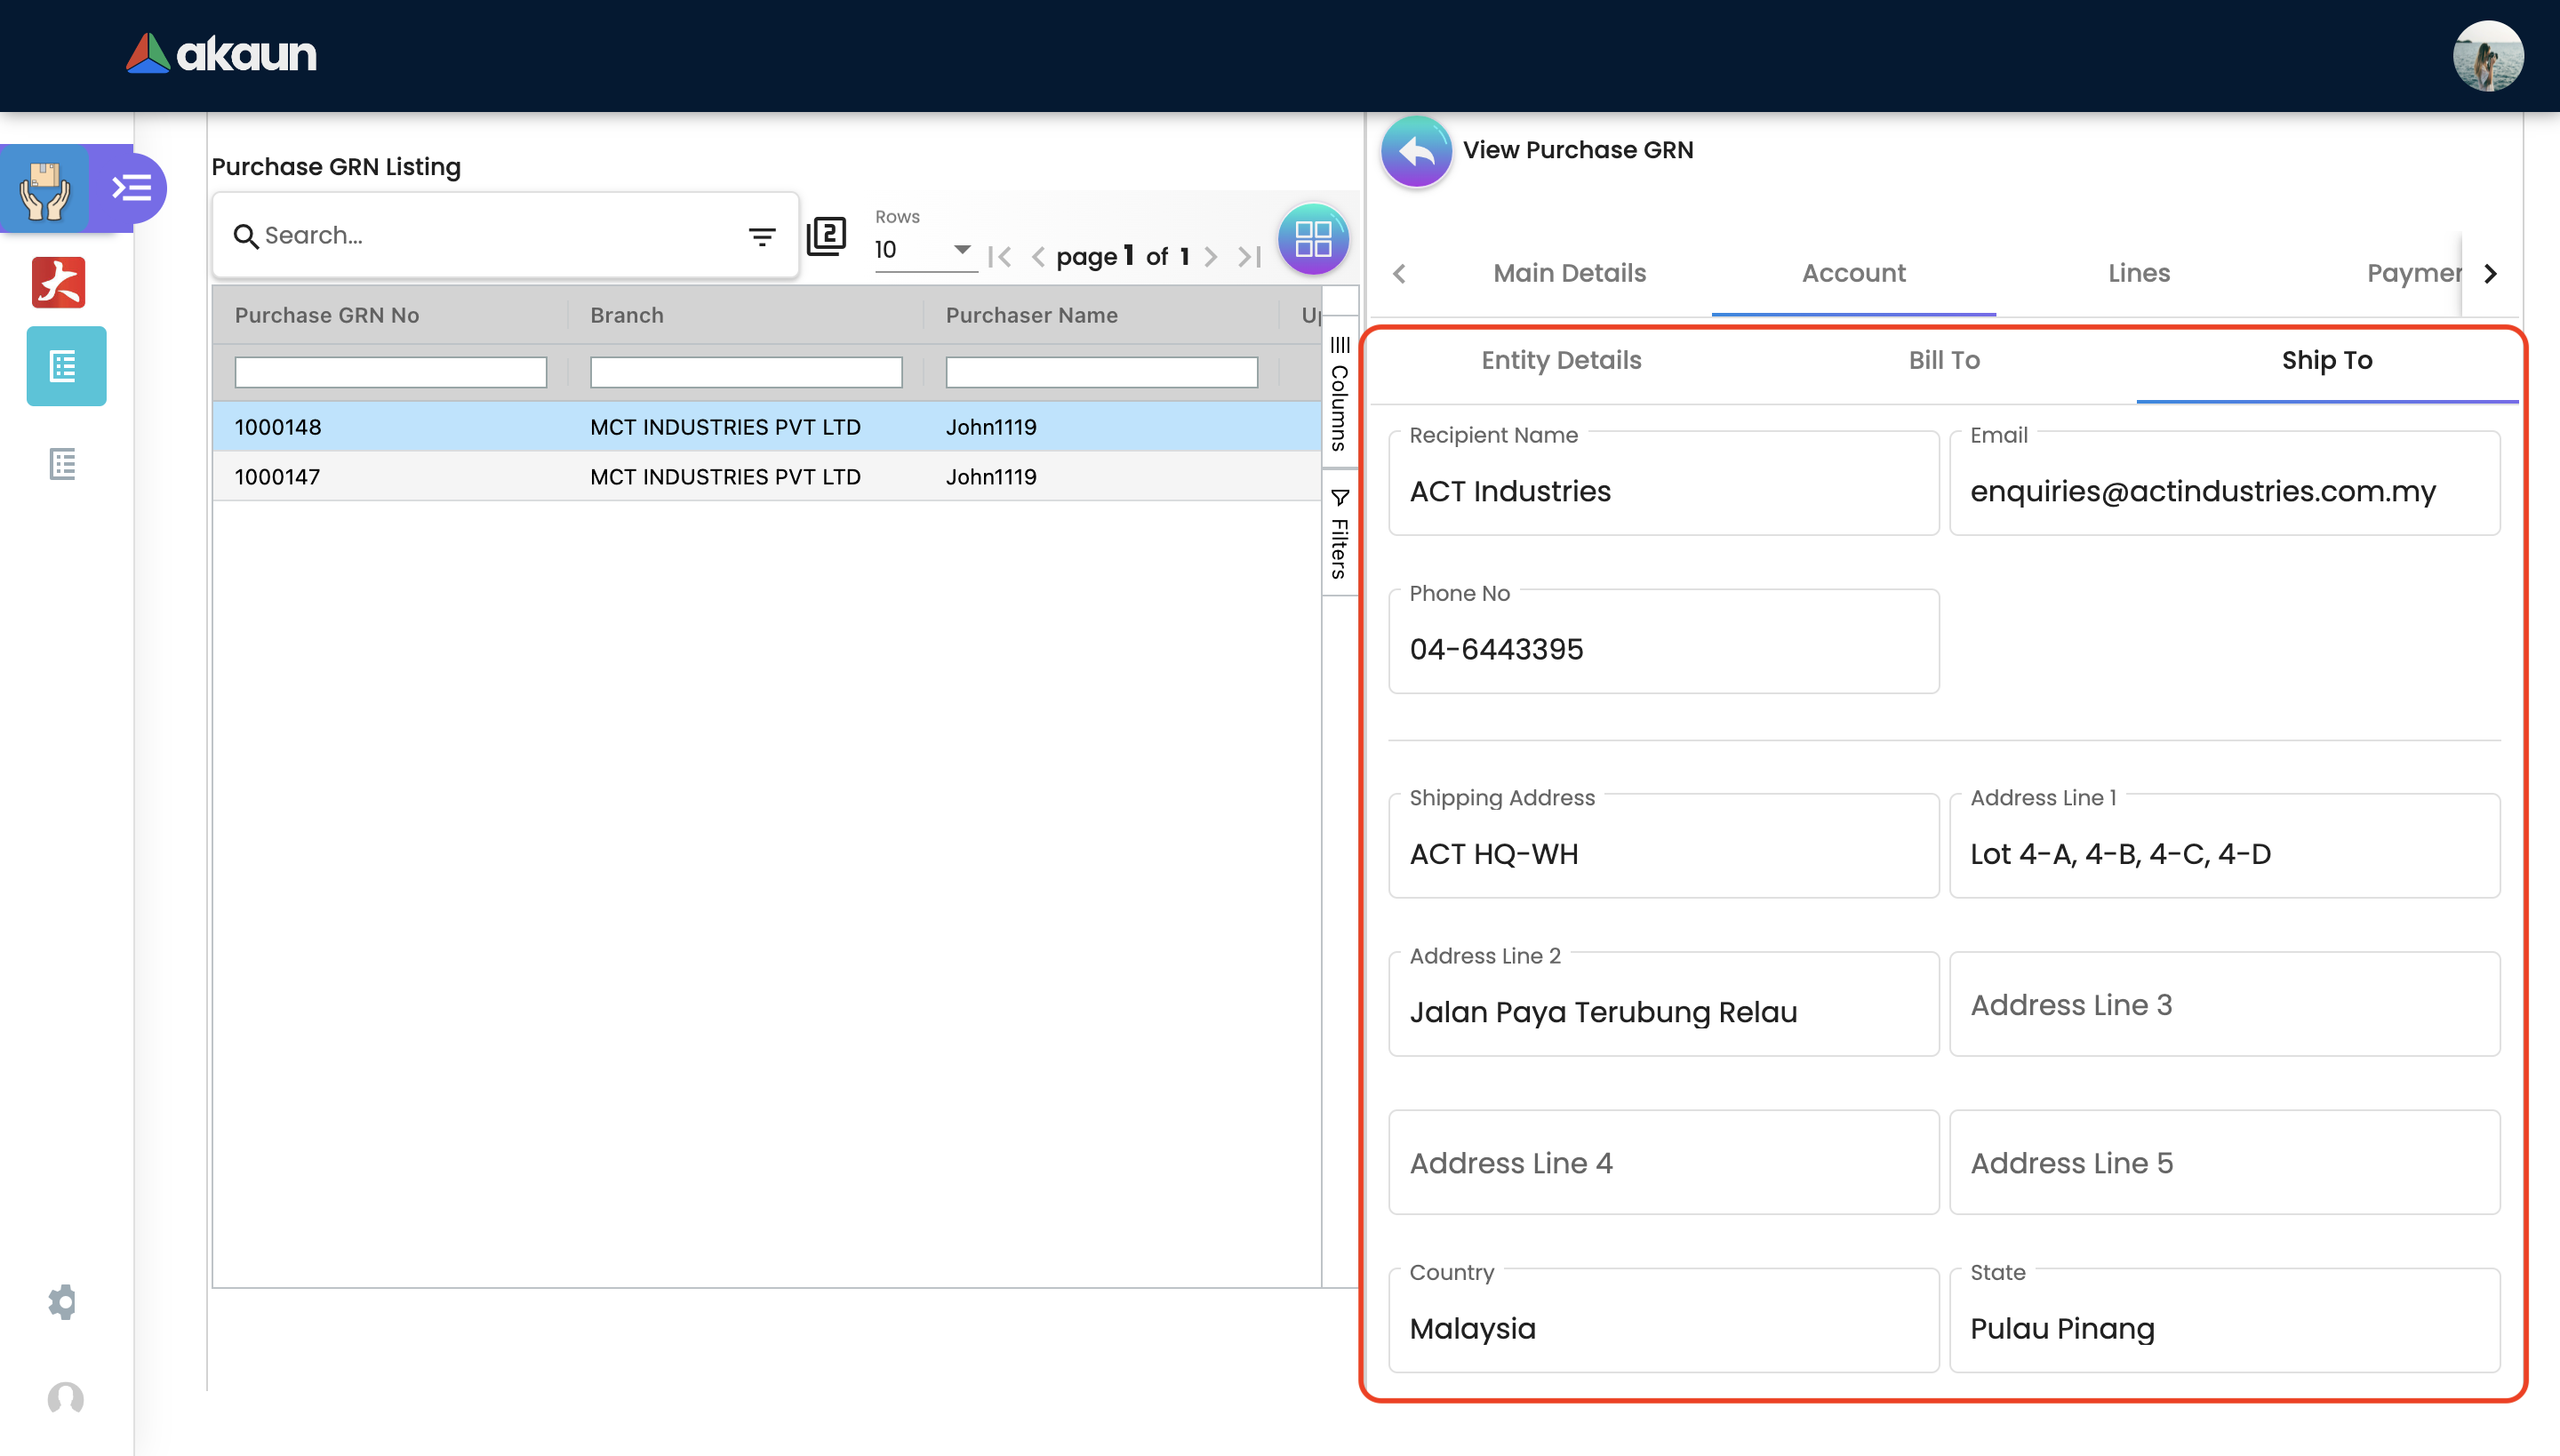 akaun
Purchase GRN Listing
Search...
2
Rows
10
page 1 of 1
Purchase GRN No
Branch
Purchaser Name
1000148
MCT INDUSTRIES PVT LTD
John1119
1000147
MCT INDUSTRIES PVT LTD
John1119
Columns
Filters
View Purchase GRN
Main Details
Account
Lines
Entity Details
Bill To
Ship To
Recipient Name
ACT Industries
Email
enquiries@actindustries.com.my
Phone No
04-6443395
Shipping Address
ACT HQ-WH
Address Line 1
Lot 4-A, 4-B, 4-C, 4-D
Address Line 2
Jalan Paya Terubung Relau
Address Line 3
Address Line 4
Address Line 5
Country
Malaysia
State
Pulau Pinang